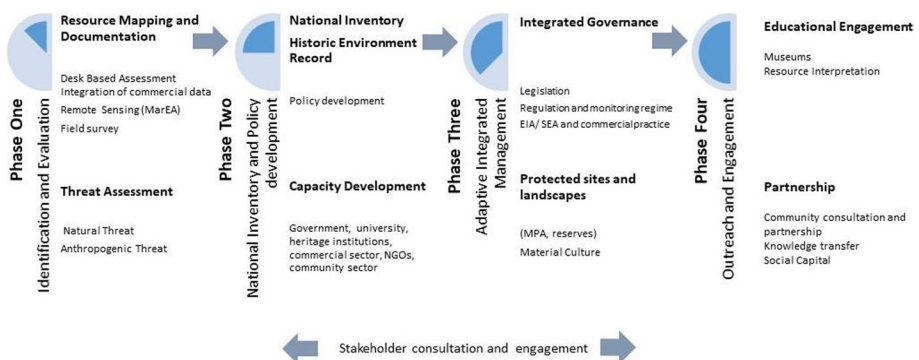 Phase One
Identification and Evaluation
Resource Mapping and
Documentation
Desk Based Assessment
Integration of commercial data
Remote Sensing (MarEA)
Field survey
Threat Assessment
Natural Threat
Anthropogenic Threat
Phase Two
National Inventory and Policy
development
National Inventory
Historic Environment
Record
Policy development
Capacity Development
Government, university,
heritage institutions,
commercial sector, NGOs,
community sector
Phase Three
Adaptive Integrated
Management
Integrated Governance
Legislation
Regulation and monitoring regime
EIA/ SEA and commercial practice
Protected sites and
landscapes
(MPA, reserves)
Material Culture
Phase Four
Outreach and Engagement
Educational Engagement
Museums
Resource Interpretation
Partnership
Community consultation and
partnership
Knowledge transfer
Social Capital
Stakeholder consultation and engagement